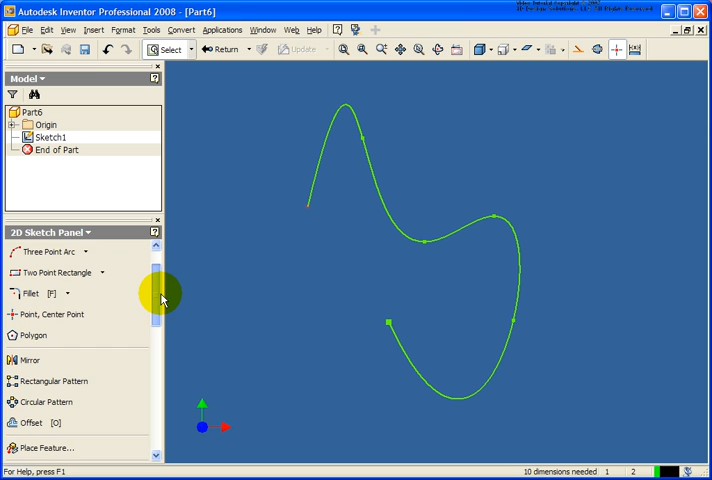 Autodesk Inventor Professional 2008 - [Part6]
File Edit View Insert Format Tools Convert Applications Window Web Help
Select Return Update
Model
Part6
Origin
Sketch1
End of Part
2D Sketch Panel
Three Point Arc
Two Point Rectangle
Fillet [F]
Point, Center Point
Polygon
Mirror
Rectangular Pattern
Circular Pattern
Offset [O]
Place Feature...
For Help, press F1 10 dimensions needed 1 2